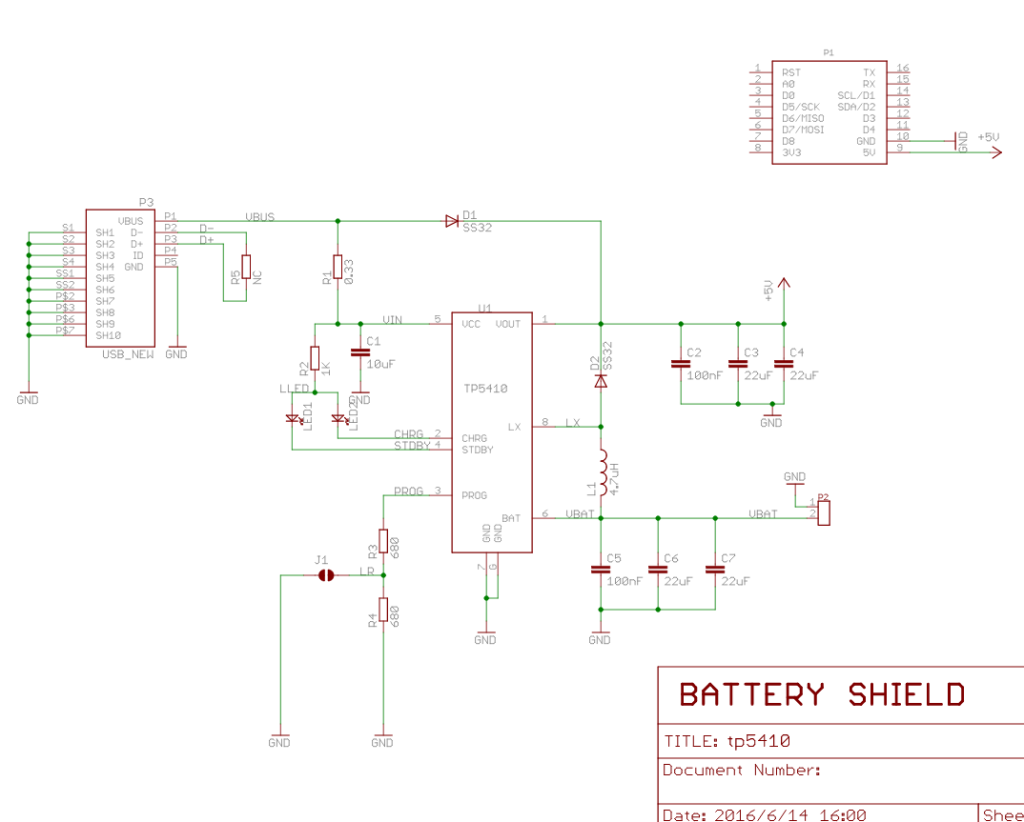 P1
1 RST TX 16
2 A0 RX 15
3 D0 SCL/D1 14
4 D5/SCK SDA/D2 13
5 D6/MISO D3 12
6 D7/MOSI D4 11
7 D8 GND 10
8 3V3 5V 9
GND
+5V
P3
VBUS P1
S1 SH1 D- P2
S2 SH2 D+ P3
S3 SH3 ID P4
S4 SH4 GND P5
SS1 SH5
SS2 SH6
P$2 SH7
P$3 SH8
P$6 SH9
P$7 SH10
USB_NEW
GND
GND
VBUS
D-
D+
R5
NC
D1
SS32
R1
0.33
VIN
C1
10uF
GND
R2
1K
LLED
LED1
LED2
CHRG
STDBY
PROG
U1
5 VCC VOUT 1
TP5410
LX 8
2 CHRG
4 STDBY
3 PROG
BAT 6
GND
GND
7
GND
D2
SS32
LX
L1
4.7uH
VBAT
+5V
C2
100nF
C3
22uF
C4
22uF
GND
GND
P2
1
2
VBAT
C5
100nF
C6
22uF
C7
22uF
GND
R3
680
J1
LR
R4
680
GND
GND
BATTERY SHIELD
TITLE: tp5410
Document Number:
Date: 2016/6/14 16:00
Shee